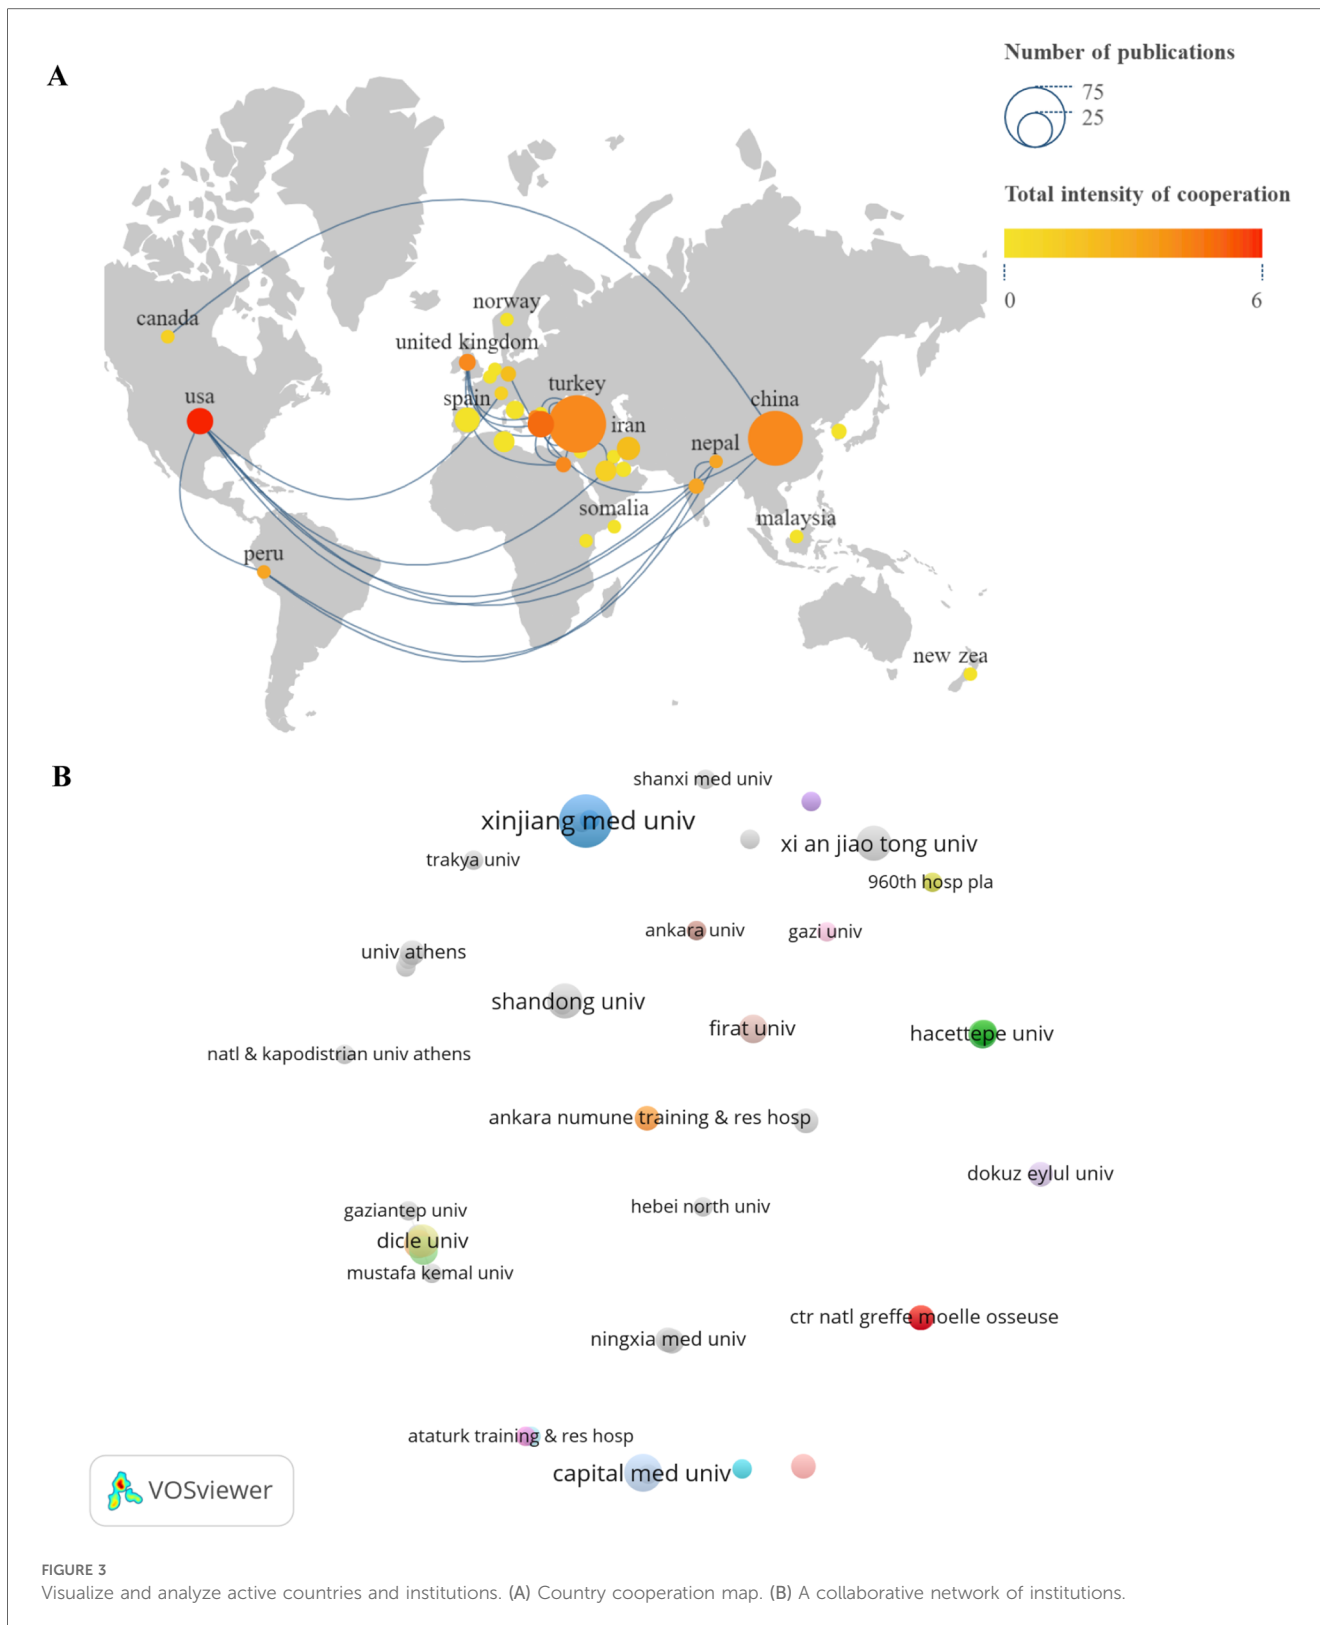 A
Number of publications
75
25
Total intensity of cooperation
0
6
norway
canada
united kingdom
turkey
usa
spain
china
iran
nepal
somalia
malaysia
peru
new zea
B
shanxi med univ
xinjiang med univ
xi an jiao tong univ
trakya univ
960th hosp pla
ankara univ
gazi univ
univ athens
shandong univ
firat univ
hacettepe univ
natl & kapodistrian univ athens
ankara numune training & res hosp
dokuz eylul univ
gaziantep univ
hebei north univ
dicle univ
mustafa kemal univ
ctr natl greffe moelle osseuse
ningxia med univ
ataturk training & res hosp
capital med univ
VOSviewer
FIGURE 3
Visualize and analyze active countries and institutions. (A) Country cooperation map. (B) A collaborative network of institutions.